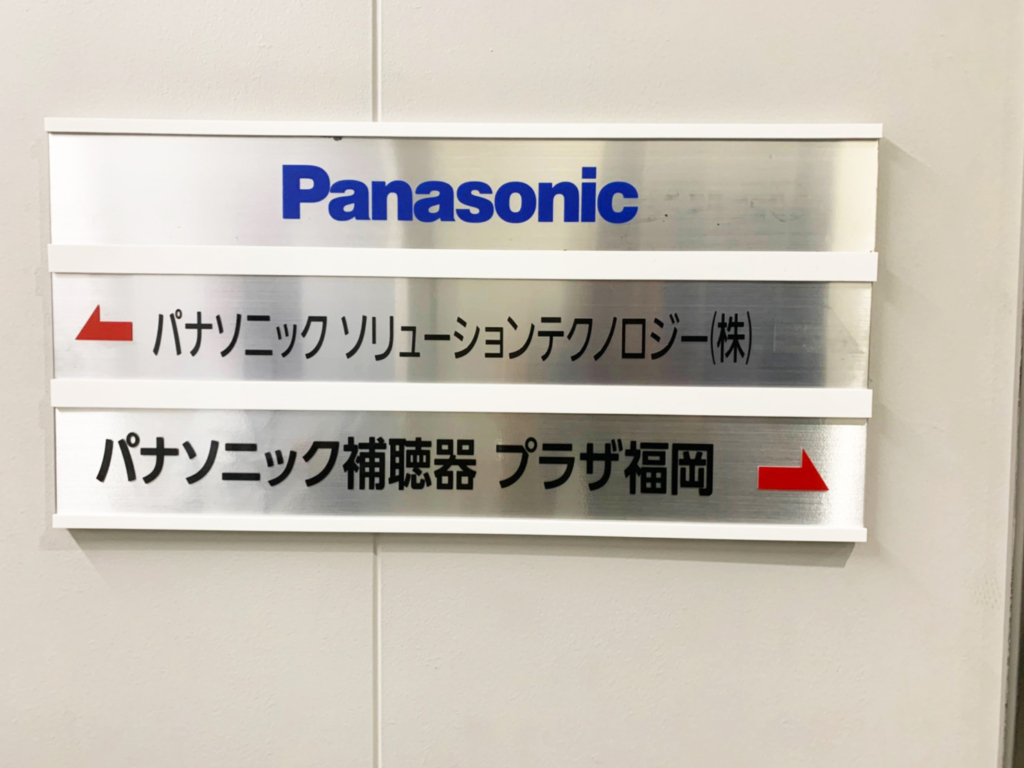 Panasonic
パナソニック ソリューションテクノロジー(株)
パナソニック補聴器 プラザ福岡